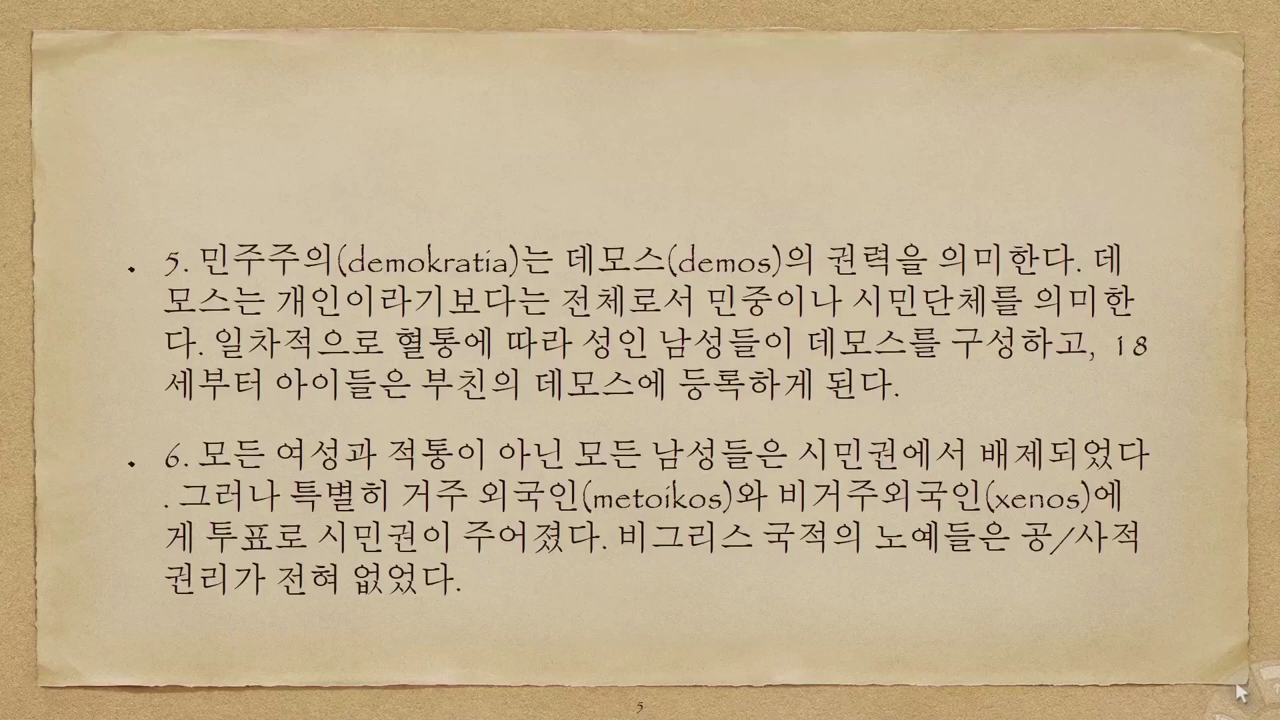 • 5. 민주주의(demokratia)는 데모스(demos)의 권력을 의미한다. 데
모스는 개인이라기보다는 전체로서 민중이나 시민단체를 의미한
다. 일차적으로 혈통에 따라 성인 남성들이 데모스를 구성하고, 18
세부터 아이들은 부친의 데모스에 등록하게 된다.
• 6. 모든 여성과 적통이 아닌 모든 남성들은 시민권에서 배제되었다
. 그러나 특별히 거주 외국인(metoikos)와 비거주외국인(xenos)에
게 투표로 시민권이 주어졌다. 비그리스 국적의 노예들은 공/사적
권리가 전혀 없었다.
5